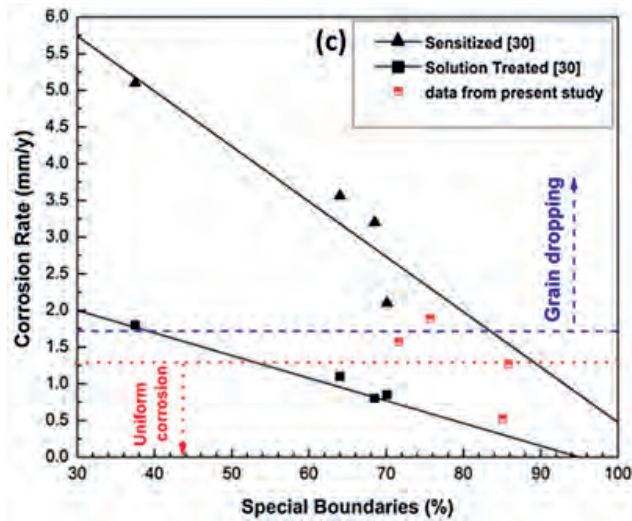 (c)
Sensitized [30]
Solution Treated [30]
data from present study
6.0
5.5
5.0
4.5
4.0
3.5
3.0
2.5
2.0
1.5
1.0
0.5
0.0
Corrosion Rate (mm/y)
Grain dropping
Uniform
corrosion
30 40 50 60 70 80 90 100
Special Boundaries (%)